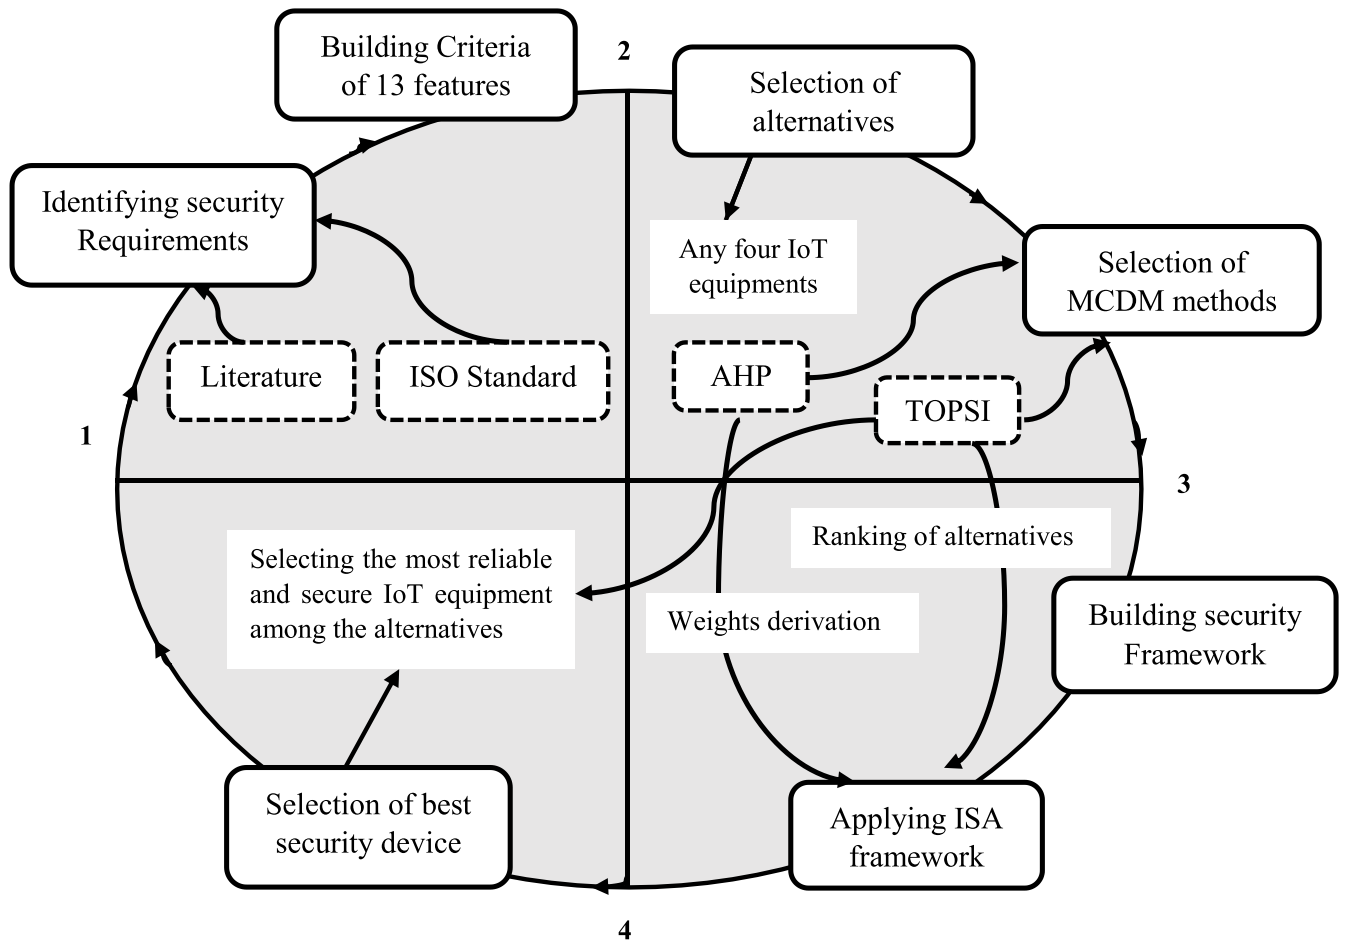 Building Criteria
of 13 features
2
Selection of
alternatives
Identifying security
Requirements
Any four IoT
equipments
Selection of
MCDM methods
Literature
ISO Standard
AHP
TOPSI
1
3
Ranking of alternatives
Selecting the most reliable
and secure IoT equipment
among the alternatives
Weights derivation
Building security
Framework
Selection of best
security device
Applying ISA
framework
4